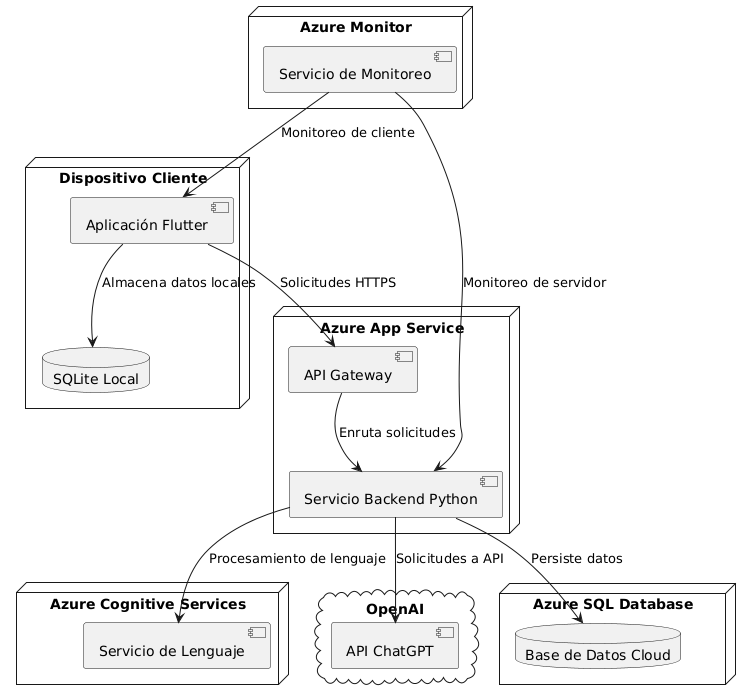 Azure Monitor
Servicio de Monitoreo
Monitoreo de cliente
Dispositivo Cliente
Aplicación Flutter
Almacena datos locales
Solicitudes HTTPS
Monitoreo de servidor
Azure App Service
API Gateway
SQLite Local
Enruta solicitudes
Servicio Backend Python
Procesamiento de lenguaje
Solicitudes a API
Persiste datos
Azure Cognitive Services
Servicio de Lenguaje
OpenAI
API ChatGPT
Azure SQL Database
Base de Datos Cloud